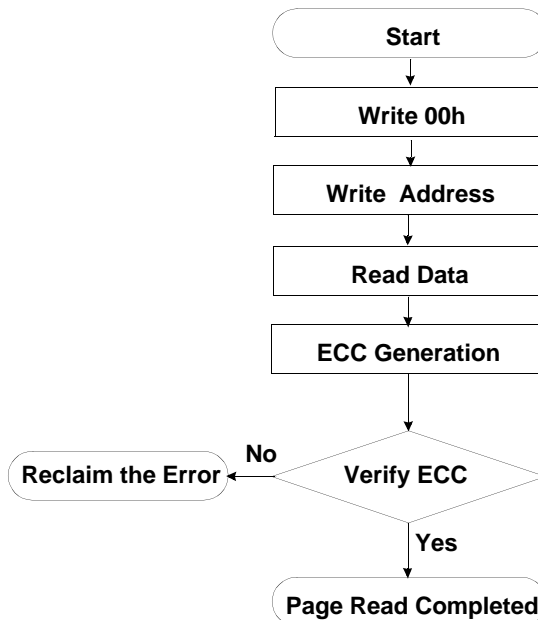 Start
Write 00h
Write Address
Read Data
ECC Generation
No
Reclaim the Error
Verify ECC
Yes
Page Read Completed